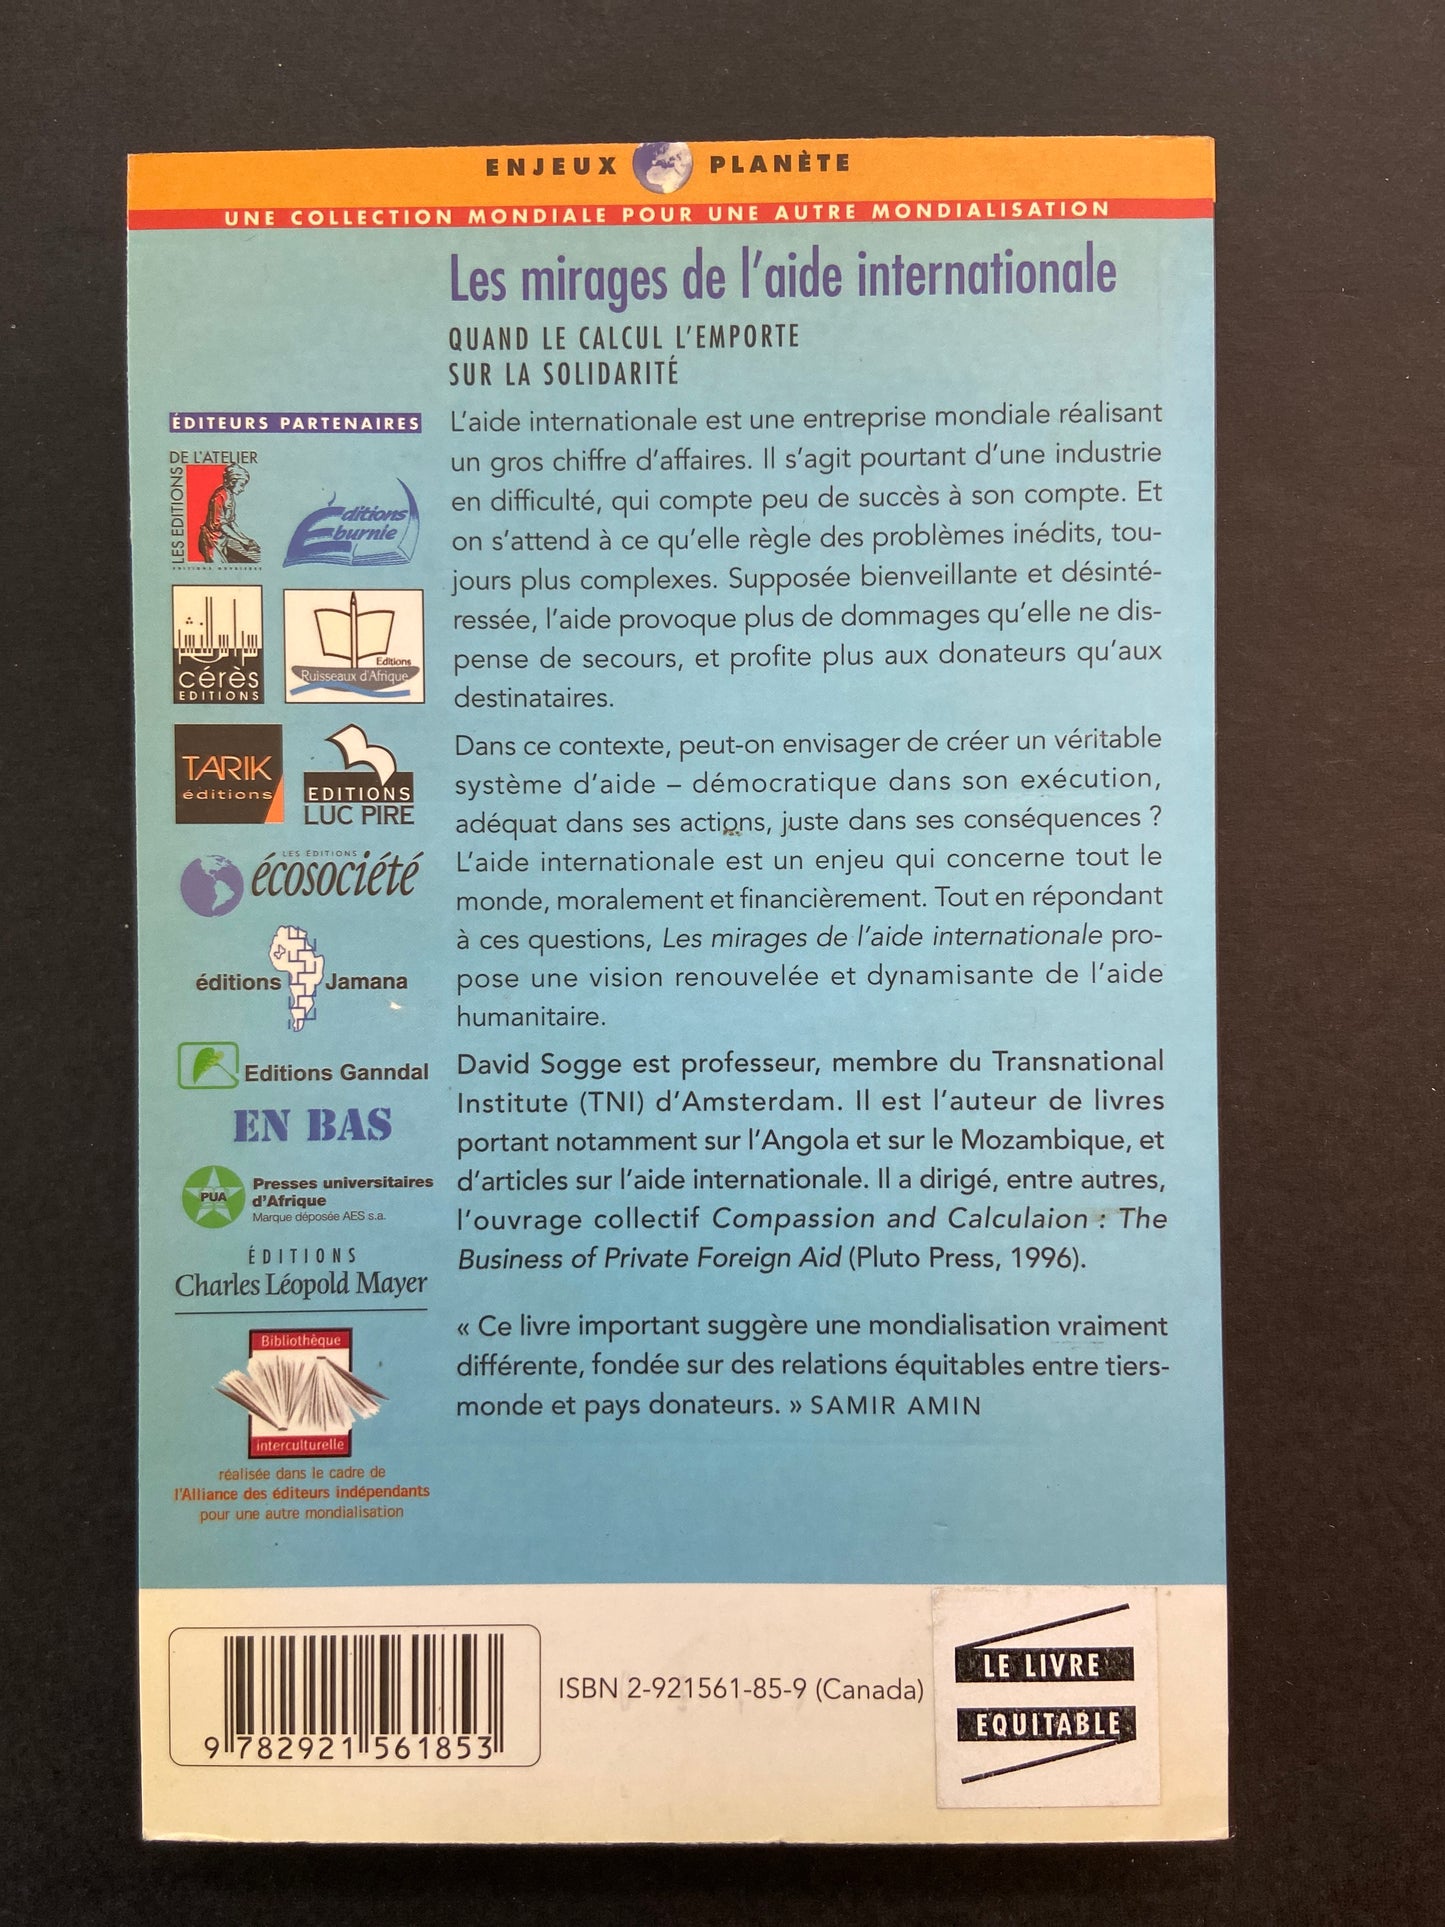 ENJEUX PLANÈTE
UNE COLLECTION MONDIALE POUR UNE AUTRE MONDIALISATION
Les mirages de l'aide internationale
QUAND LE CALCUL L'EMPORTE
SUR LA SOLIDARITÉ
L'aide internationale est une entreprise mondiale réalisant
un gros chiffre d'affaires. Il s'agit pourtant d'une industrie
en difficulté, qui compte peu de succès à son compte. Et
on s'attend à ce qu'elle règle des problèmes inédits, tou-
jours plus complexes. Supposée bienveillante et désinté-
ressée, l'aide provoque plus de dommages qu'elle ne dis-
pense de secours, et profite plus aux donateurs qu'aux
destinataires.
Dans ce contexte, peut-on envisager de créer un véritable
système d'aide – démocratique dans son exécution,
adéquat dans ses actions, juste dans ses conséquences ?
L'aide internationale est un enjeu qui concerne tout le
monde, moralement et financièrement. Tout en répondant
à ces questions, Les mirages de l'aide internationale pro-
pose une vision renouvelée et dynamisante de l'aide
humanitaire.
David Sogge est professeur, membre du Transnational
Institute (TNI) d'Amsterdam. Il est l'auteur de livres
portant notamment sur l'Angola et sur le Mozambique, et
d'articles sur l'aide internationale. Il a dirigé, entre autres,
l'ouvrage collectif Compassion and Calculaion : The
Business of Private Foreign Aid (Pluto Press, 1996).
« Ce livre important suggère une mondialisation vraiment
différente, fondée sur des relations équitables entre tiers-
monde et pays donateurs. » SAMIR AMIN
ÉDITEURS PARTENAIRES
LES EDITIONS
DE L'ATELIER
Éditions
Éburnie
cérès
EDITIONS
Editions
Ruisseaux d'Afrique
TARIK
éditions
EDITIONS
LUC PIRE
LES ÉDITIONS
écosociété
éditions Jamana
Editions Ganndal
EN BAS
PUA
Presses universitaires
d'Afrique
Marque déposée AES s.a.
ÉDITIONS
Charles Léopold Mayer
Bibliothèque
interculturelle
réalisée dans le cadre de
l'Alliance des éditeurs indépendants
pour une autre mondialisation
9 782921 561853
ISBN 2-921561-85-9 (Canada)
LE LIVRE
EQUITABLE